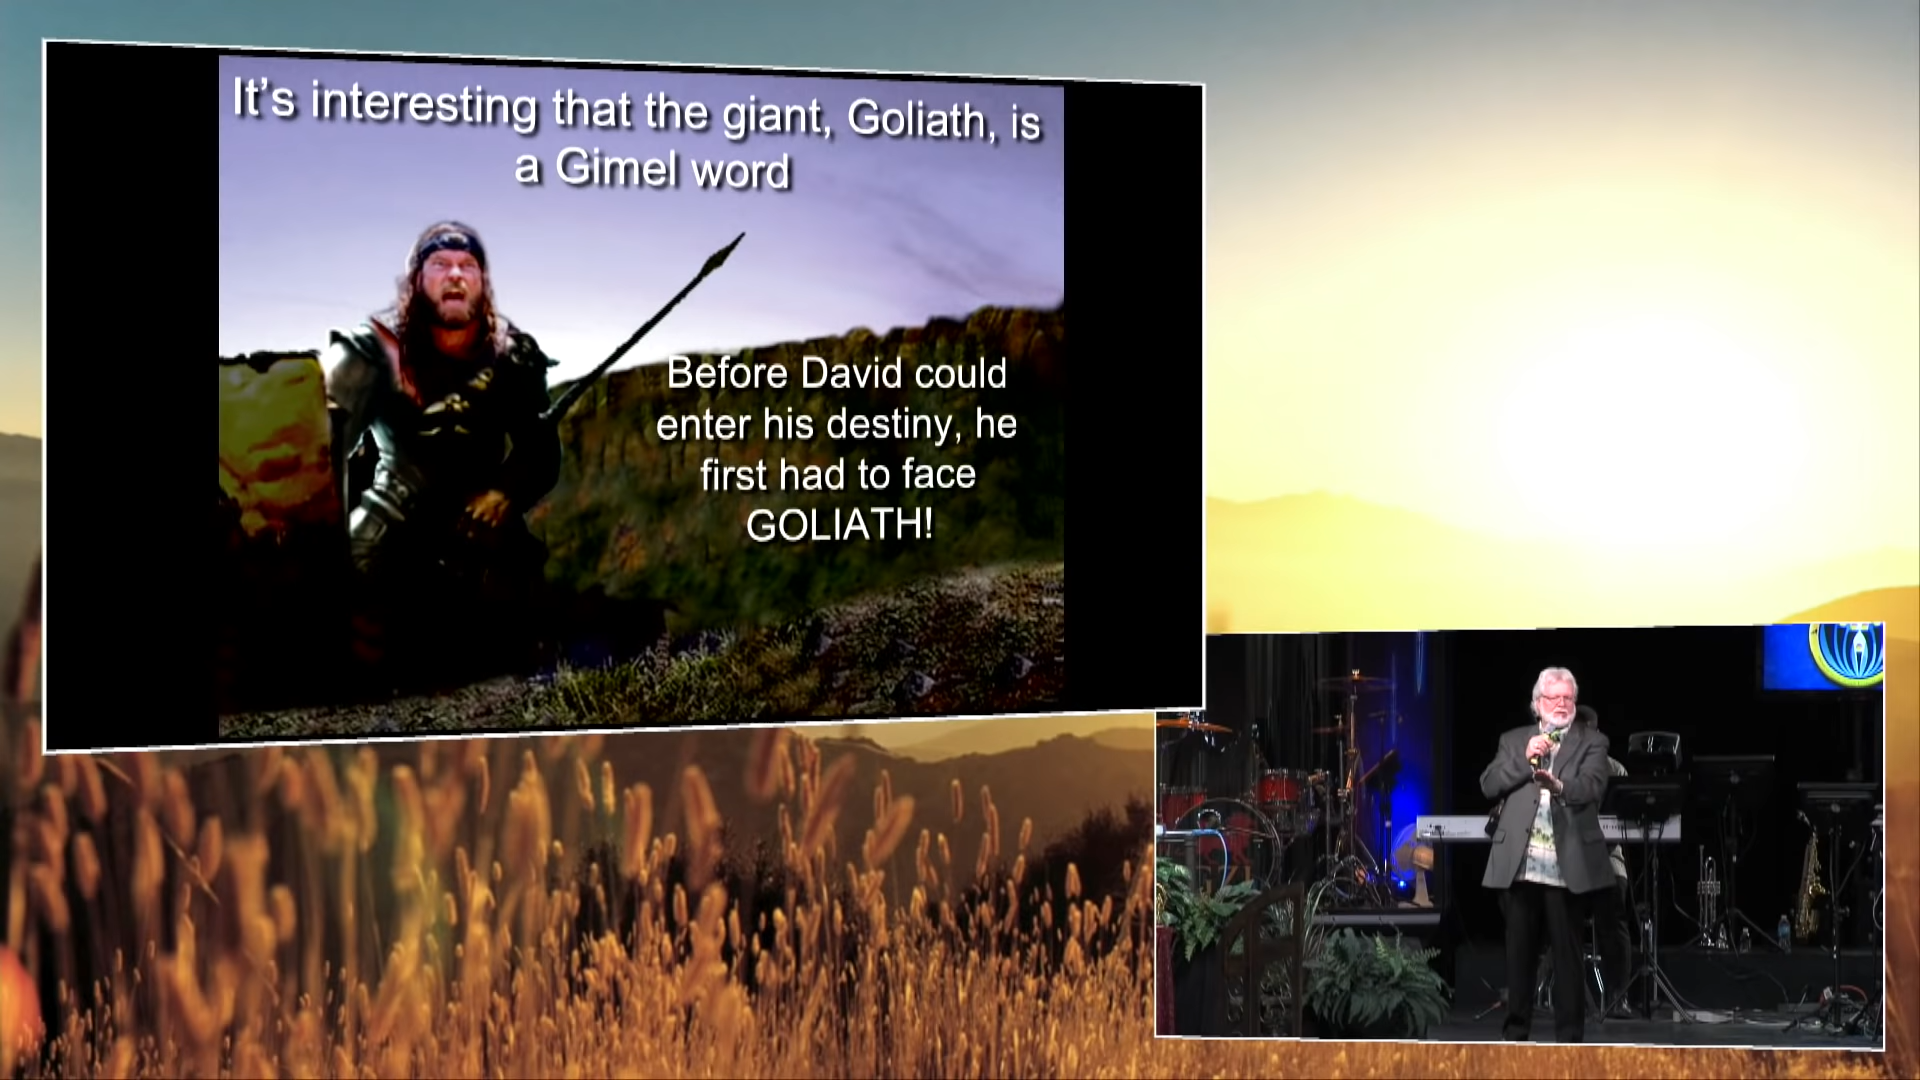 It's interesting that the giant, Goliath, is
a Gimel word
Before David could
enter his destiny, he
first had to face
GOLIATH!